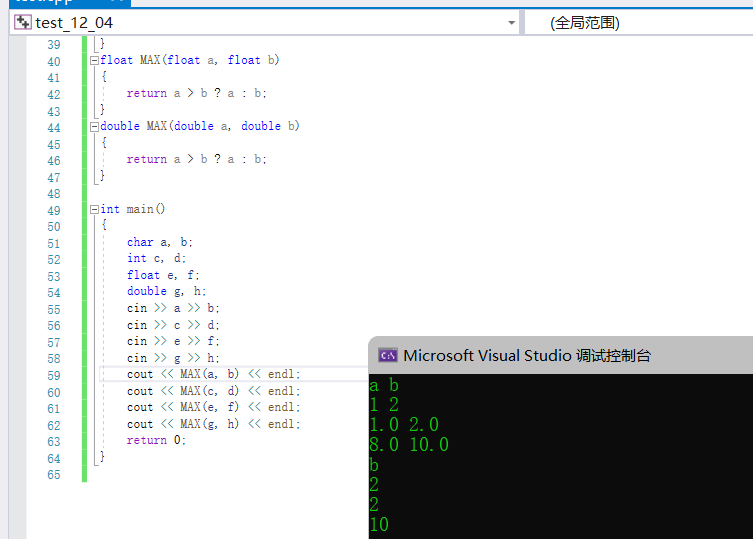 test_12_04 (全局范围)
39 }
40 float MAX(float a, float b)
41 {
42 return a > b ? a : b;
43 }
44 double MAX(double a, double b)
45 {
46 return a > b ? a : b;
47 }
48
49 int main()
50 {
51 char a, b;
52 int c, d;
53 float e, f;
54 double g, h;
55 cin >> a >> b;
56 cin >> c >> d;
57 cin >> e >> f;
58 cin >> g >> h;
59 cout << MAX(a, b) << endl;
60 cout << MAX(c, d) << endl;
61 cout << MAX(e, f) << endl;
62 cout << MAX(g, h) << endl;
63 return 0;
64 }
65
Microsoft Visual Studio 调试控制台
a b
1 2
1.0 2.0
8.0 10.0
b
2
2
10